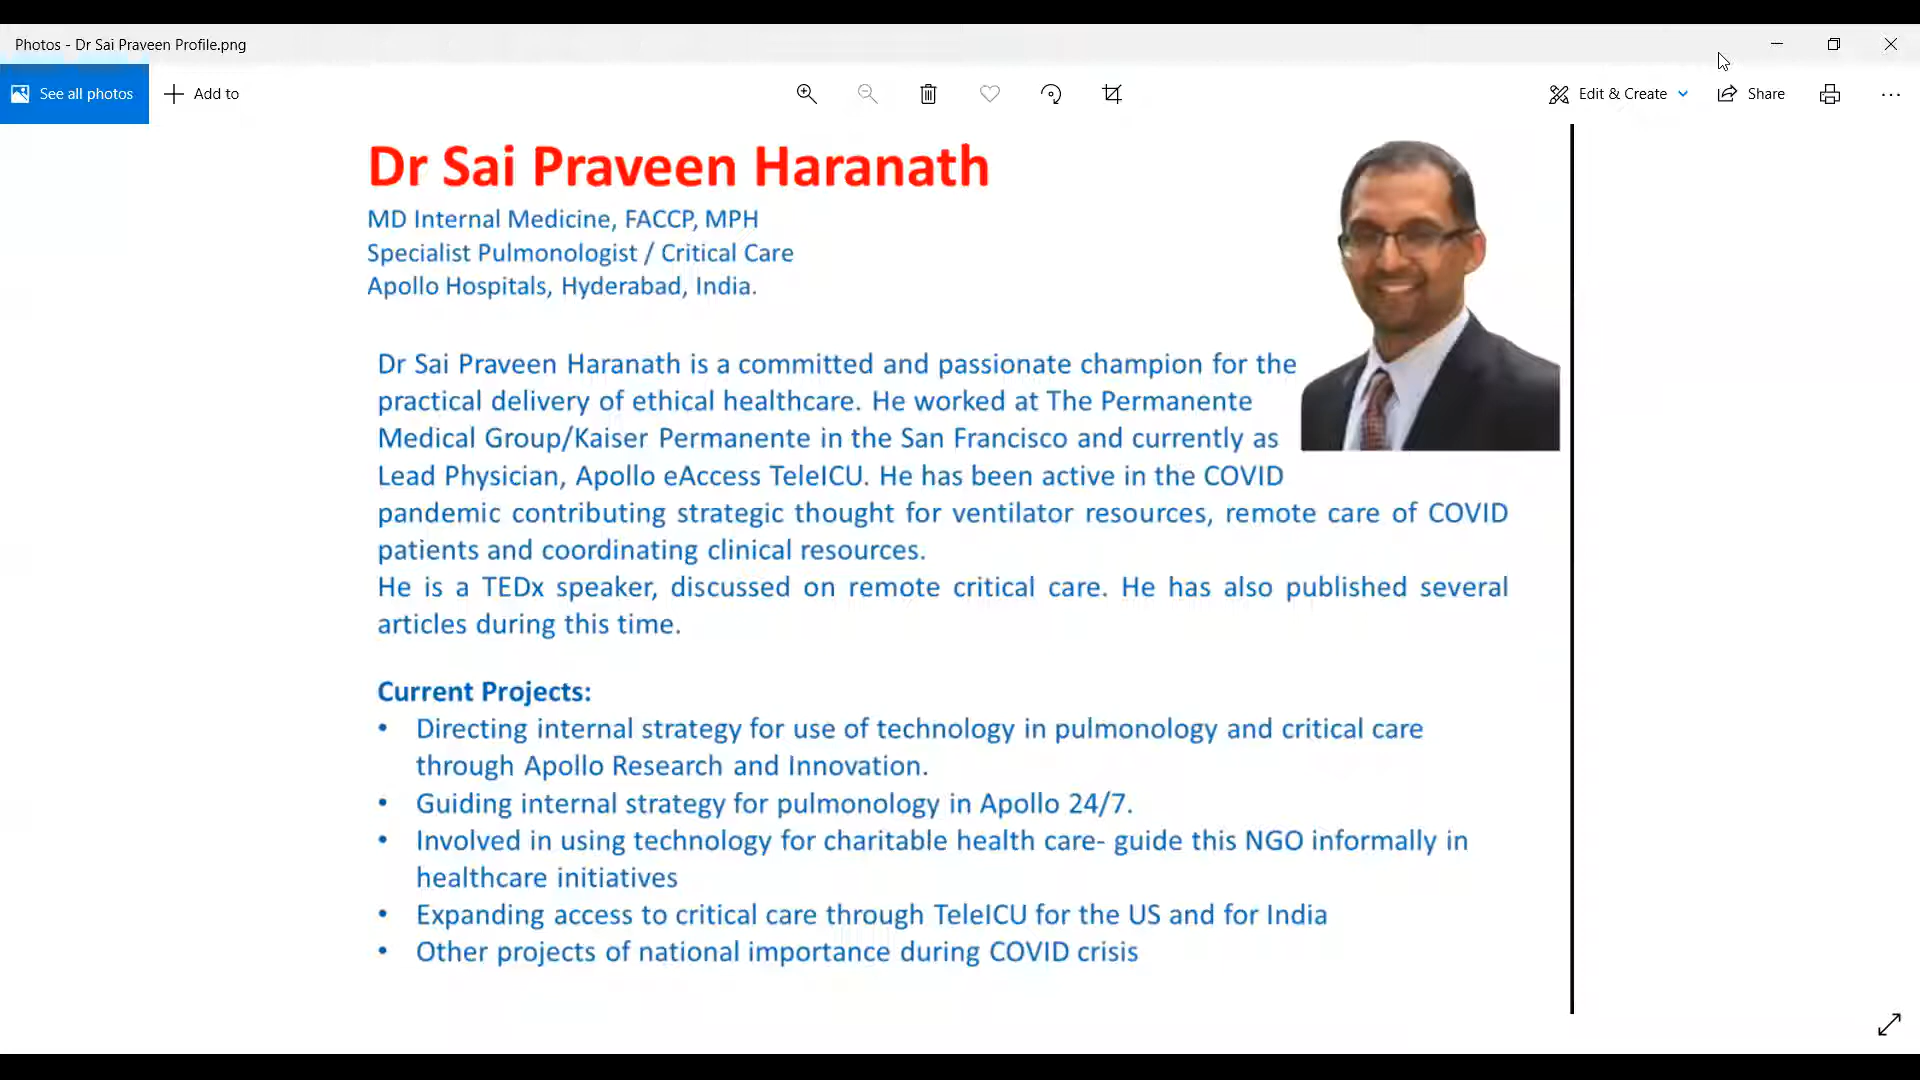 Photos - Dr Sai Praveen Profile.png
See all photos
Add to
Edit & Create
Share
Dr Sai Praveen Haranath
MD Internal Medicine, FACCP, MPH
Specialist Pulmonologist / Critical Care
Apollo Hospitals, Hyderabad, India.
Dr Sai Praveen Haranath is a committed and passionate champion for the
practical delivery of ethical healthcare. He worked at The Permanente
Medical Group/Kaiser Permanente in the San Francisco and currently as
Lead Physician, Apollo eAccess TeleICU. He has been active in the COVID
pandemic contributing strategic thought for ventilator resources, remote care of COVID
patients and coordinating clinical resources.
He is a TEDx speaker, discussed on remote critical care. He has also published several
articles during this time.
Current Projects:
• Directing internal strategy for use of technology in pulmonology and critical care
through Apollo Research and Innovation.
• Guiding internal strategy for pulmonology in Apollo 24/7.
• Involved in using technology for charitable health care- guide this NGO informally in
healthcare initiatives
• Expanding access to critical care through TeleICU for the US and for India
• Other projects of national importance during COVID crisis